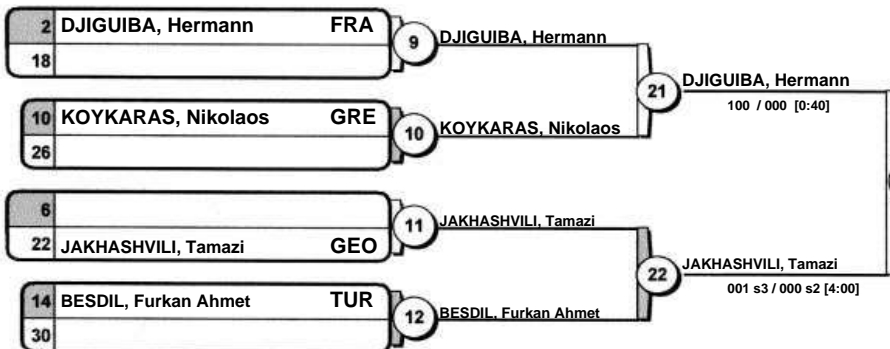 2 DJIGUIBA, Hermann FRA
18
9 DJIGUIBA, Hermann
10 KOYKARAS, Nikolaos GRE
26
10 KOYKARAS, Nikolaos
21 DJIGUIBA, Hermann
100 / 000 [0:40]
6
22 JAKHASHVILI, Tamazi GEO
11 JAKHASHVILI, Tamazi
14 BESDIL, Furkan Ahmet TUR
30
12 BESDIL, Furkan Ahmet
22 JAKHASHVILI, Tamazi
001 s3 / 000 s2 [4:00]